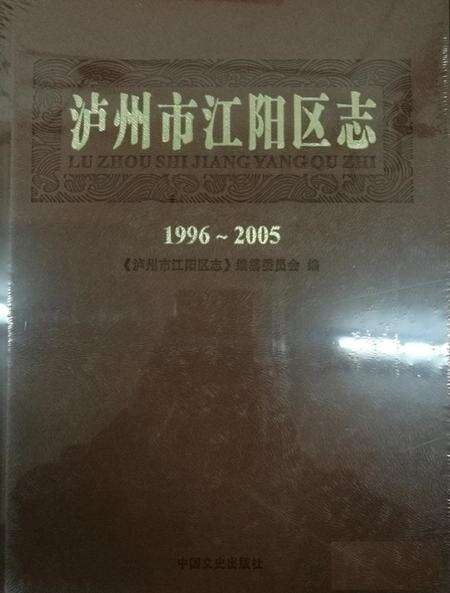 泸州市江阳区志
LU ZHOU SHI JIANG YANG QU ZHI
1996～2005
《泸州市江阳区志》编纂委员会 编
中国文史出版社